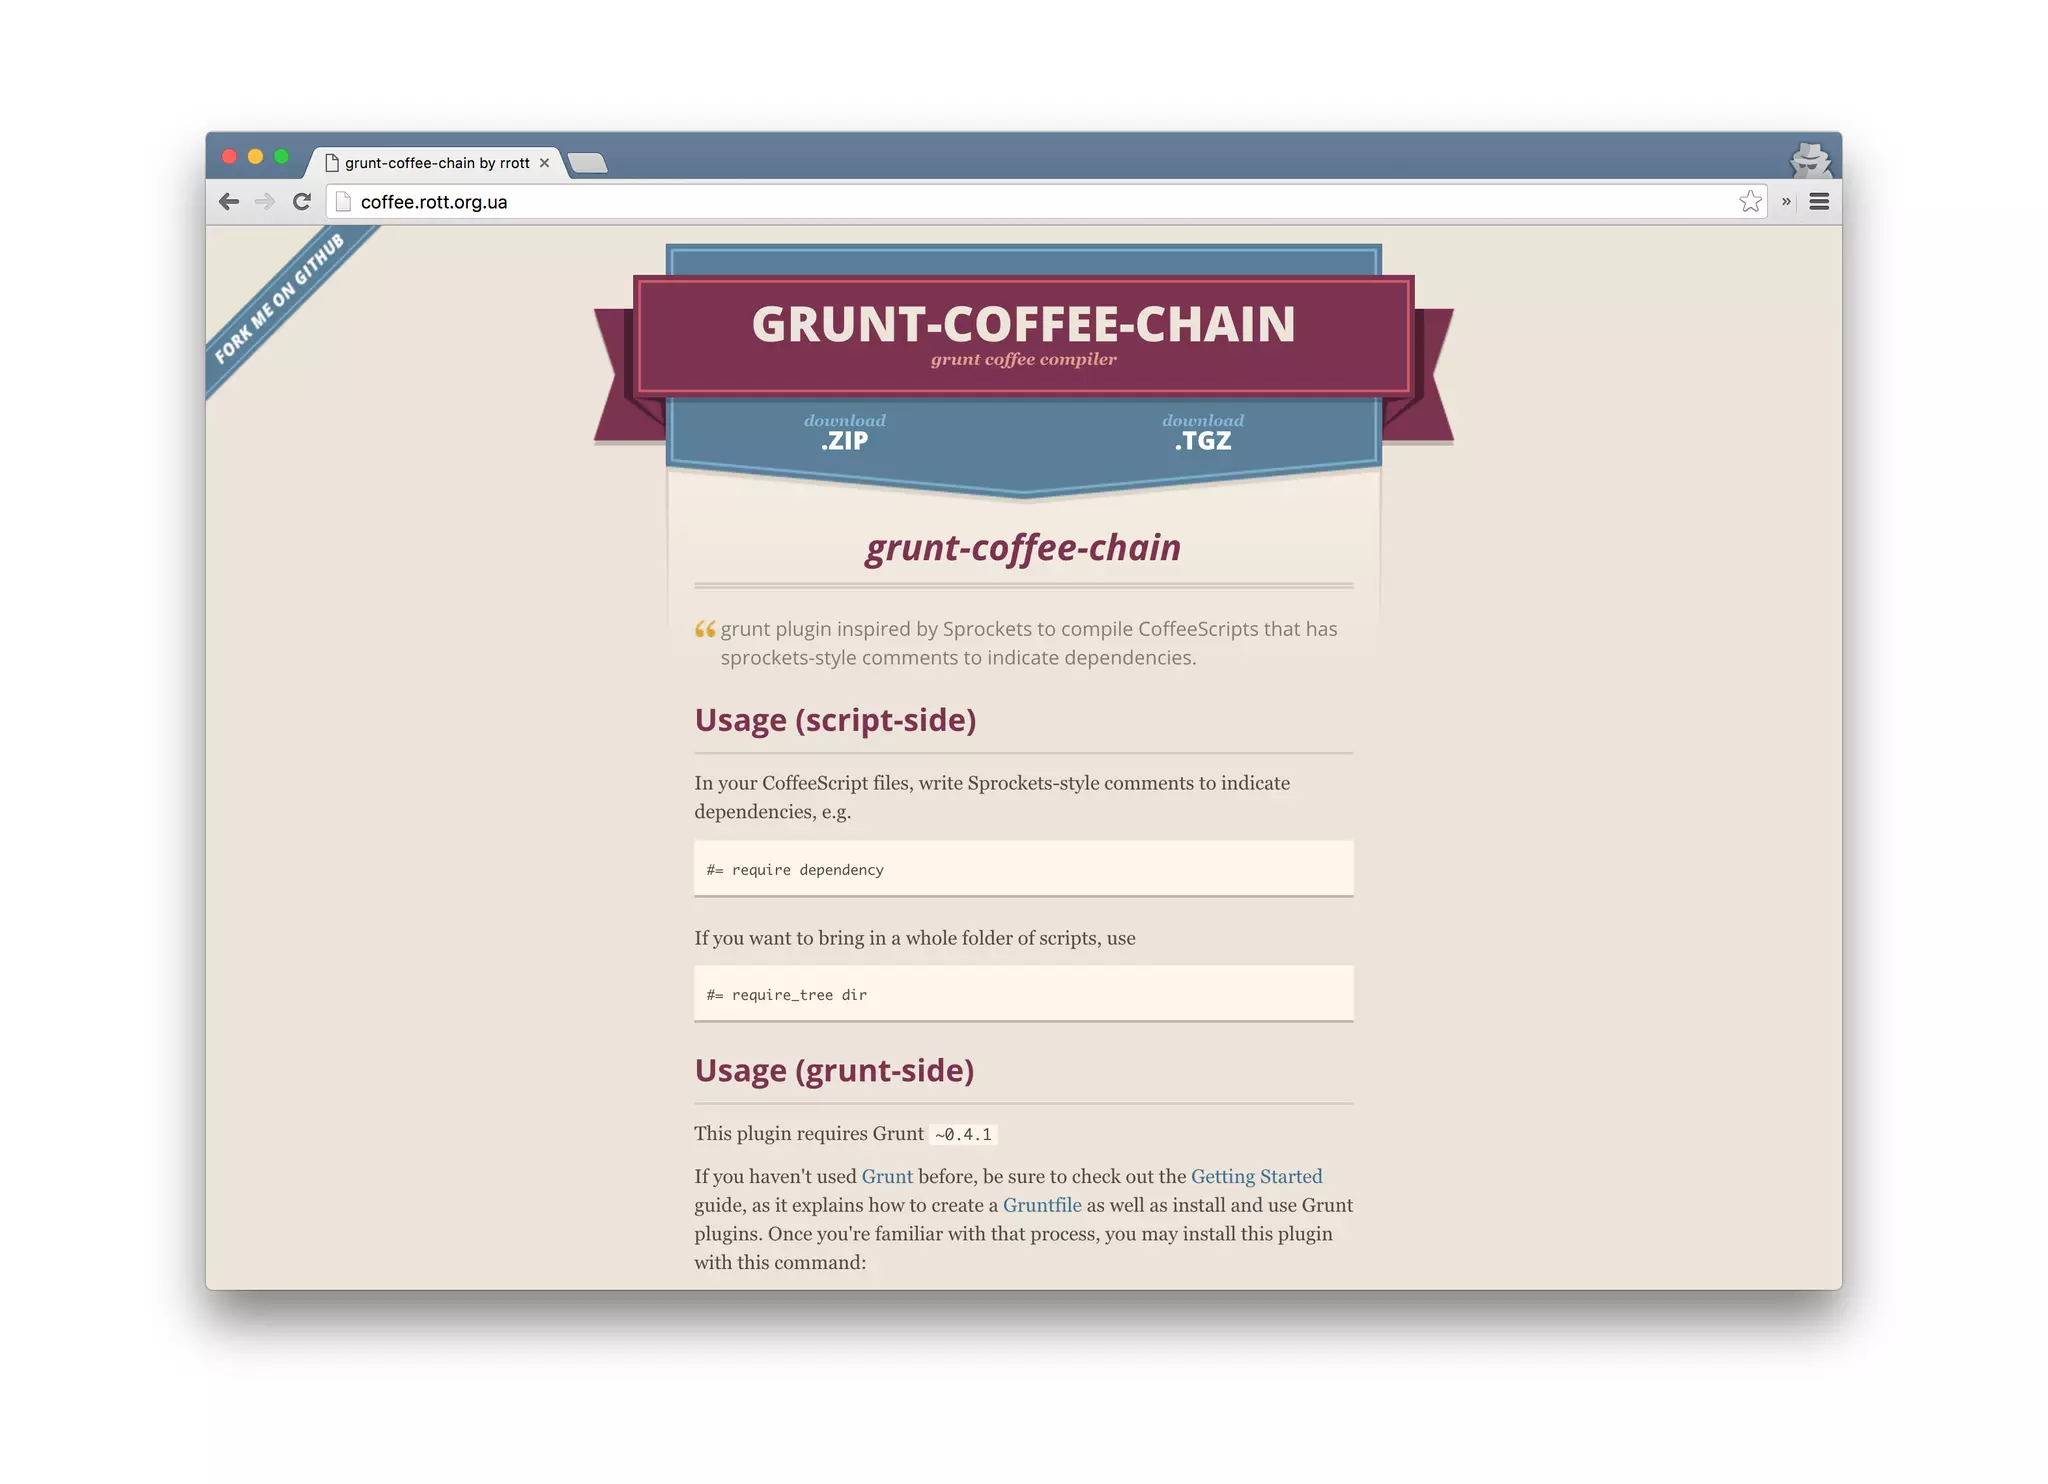 grunt-coffee-chain by rrott
coffee.rott.org.ua
FORK ME ON GITHUB
GRUNT-COFFEE-CHAIN
grunt coffee compiler
download
.ZIP
download
.TGZ
grunt-coffee-chain
“ grunt plugin inspired by Sprockets to compile CoffeeScripts that has
sprockets-style comments to indicate dependencies.
Usage (script-side)
In your CoffeeScript files, write Sprockets-style comments to indicate
dependencies, e.g.
#= require dependency
If you want to bring in a whole folder of scripts, use
#= require_tree dir
Usage (grunt-side)
This plugin requires Grunt ~0.4.1
If you haven't used Grunt before, be sure to check out the Getting Started
guide, as it explains how to create a Gruntfile as well as install and use Grunt
plugins. Once you're familiar with that process, you may install this plugin
with this command: